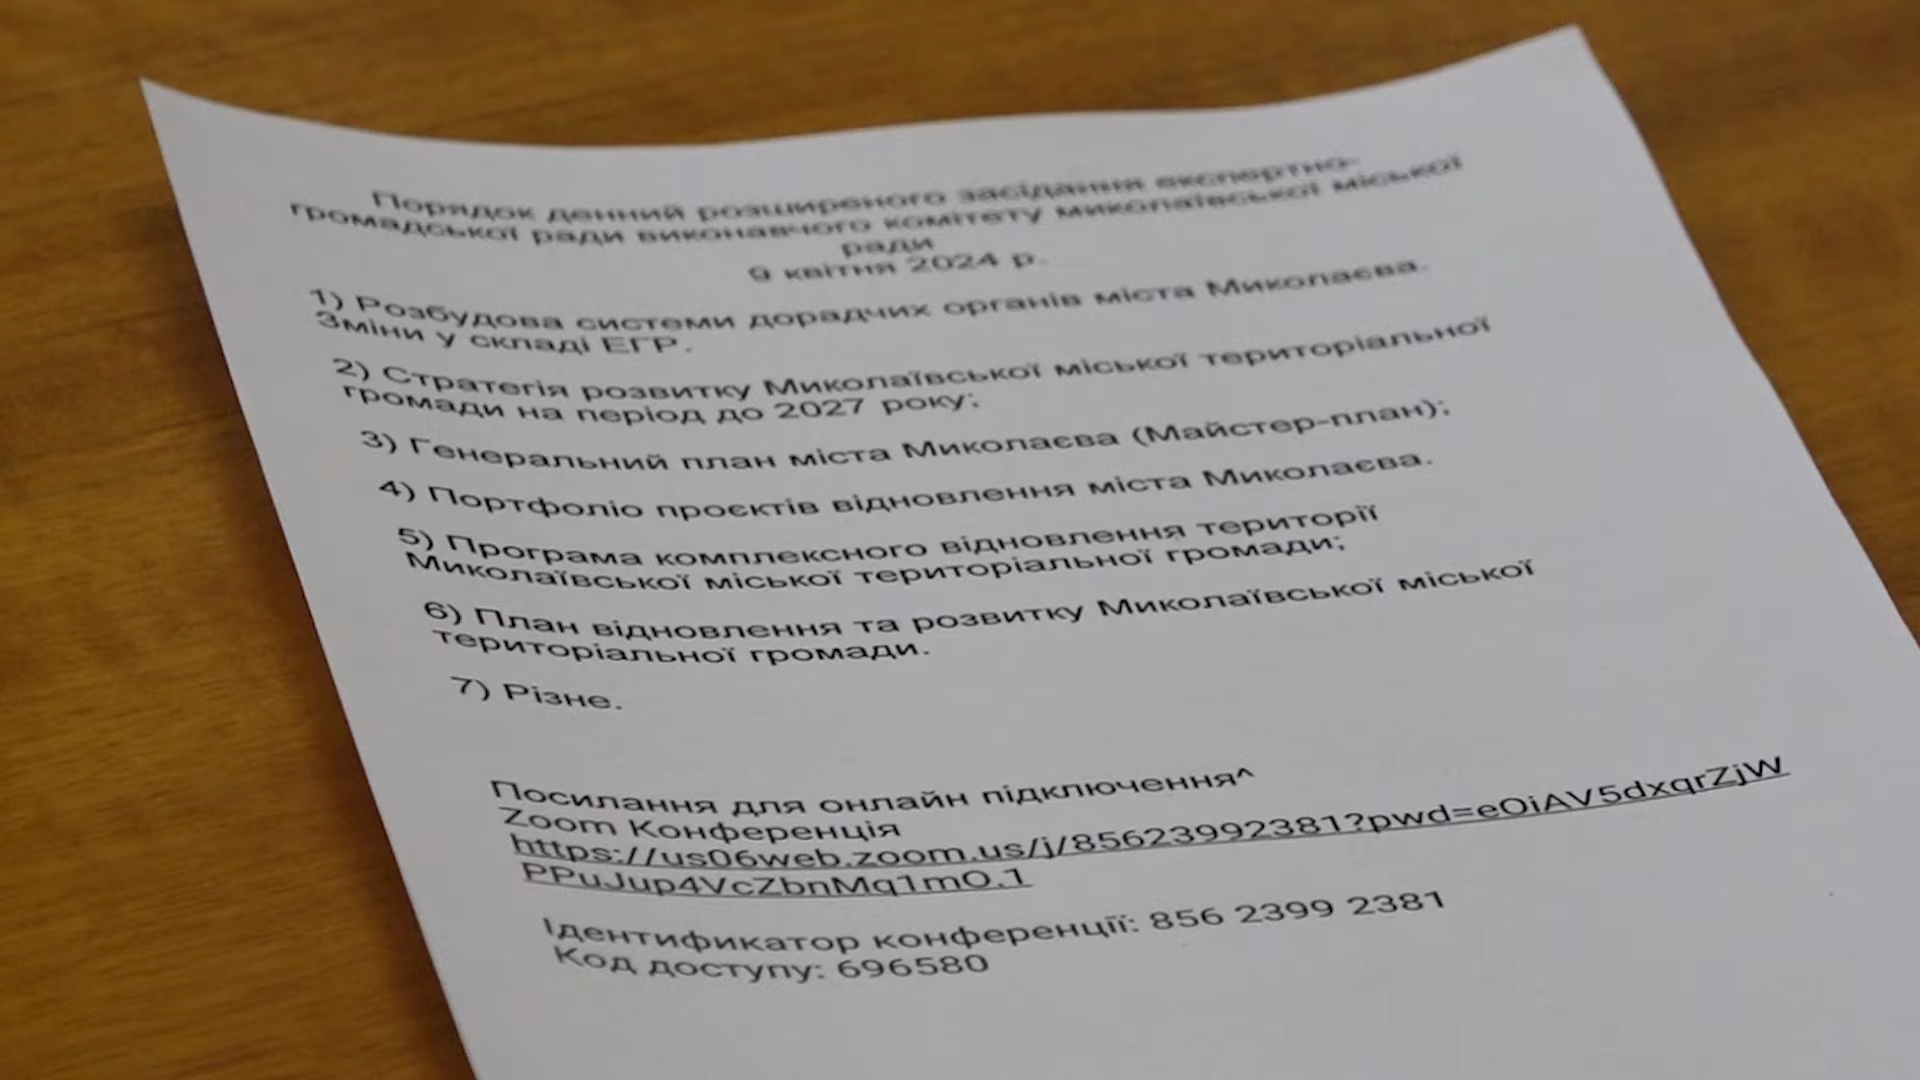 Порядок денний розширеного засідання експертно-
громадської ради виконавчого комітету миколаївської міської
ради
9 квітня 2024 р.
1) Розбудова системи дорадчих органів міста Миколаєва.
Зміни у складі ЕГР.
2) Стратегія розвитку Миколаївської міської територіальної
громади на період до 2027 року;
3) Генеральний план міста Миколаєва (Майстер-план);
4) Портфоліо проєктів відновлення міста Миколаєва.
5) Програма комплексного відновлення території
Миколаївської міської територіальної громади;
6) План відновлення та розвитку Миколаївської міської
територіальної громади.
7) Різне.
Посилання для онлайн підключення^
Zoom Конференція
https://us06web.zoom.us/j/85623992381?pwd=eOiAV5dxqrZjW
PPuJup4VcZbnMq1mO.1
Ідентификатор конференції: 856 2399 2381
Код доступу: 696580